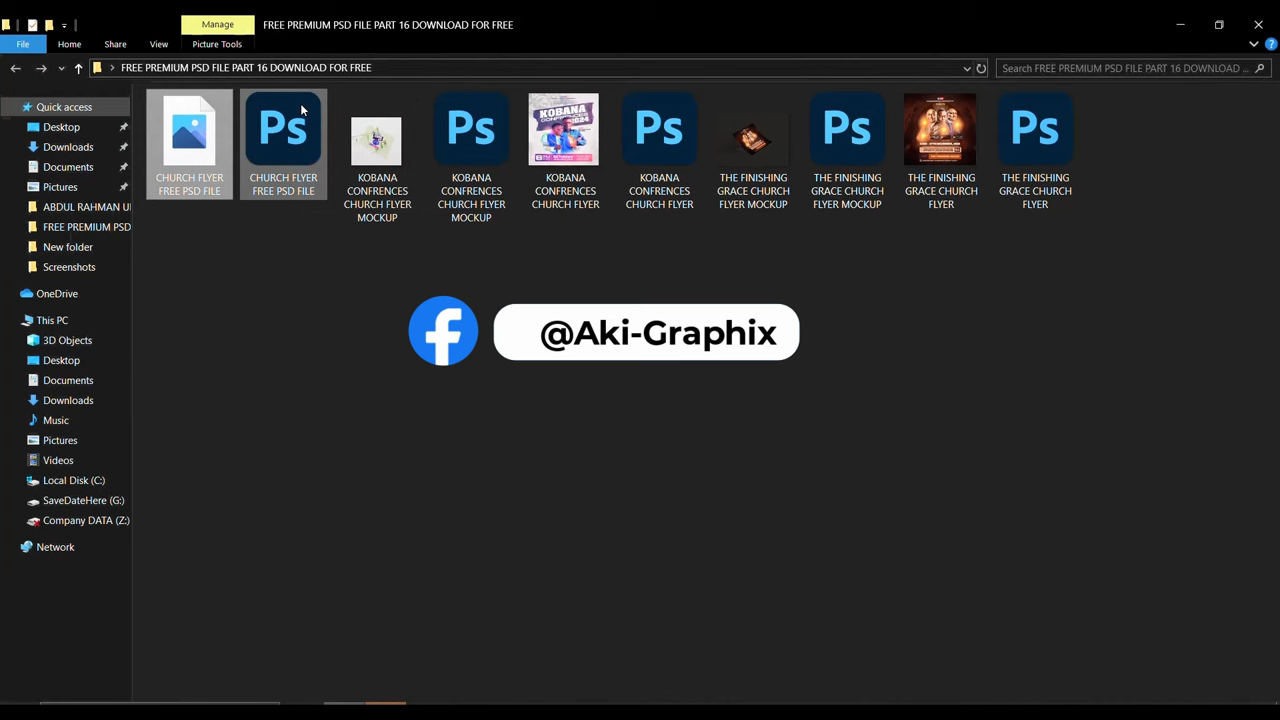 Manage
FREE PREMIUM PSD FILE PART 16 DOWNLOAD FOR FREE
File
Home
Share
View
Picture Tools
FREE PREMIUM PSD FILE PART 16 DOWNLOAD FOR FREE
Search FREE PREMIUM PSD FILE PART 16 DOWNLOAD ...
Quick access
Desktop
Downloads
Documents
Pictures
ABDUL RAHMAN U
FREE PREMIUM PSD
New folder
Screenshots
OneDrive
This PC
3D Objects
Desktop
Documents
Downloads
Music
Pictures
Videos
Local Disk (C:)
SaveDateHere (G:)
Company DATA (Z:)
Network
CHURCH FLYER
FREE PSD FILE
Ps
CHURCH FLYER
FREE PSD FILE
KOBANA
CONFRENCES
CHURCH FLYER
MOCKUP
Ps
KOBANA
CONFRENCES
CHURCH FLYER
MOCKUP
KOBANA
2024
KOBANA
CONFRENCES
CHURCH FLYER
Ps
KOBANA
CONFRENCES
CHURCH FLYER
THE FINISHING
GRACE CHURCH
FLYER MOCKUP
Ps
THE FINISHING
GRACE CHURCH
FLYER MOCKUP
THE FINISHING
GRACE CHURCH
FLYER
Ps
THE FINISHING
GRACE CHURCH
FLYER
@Aki-Graphix